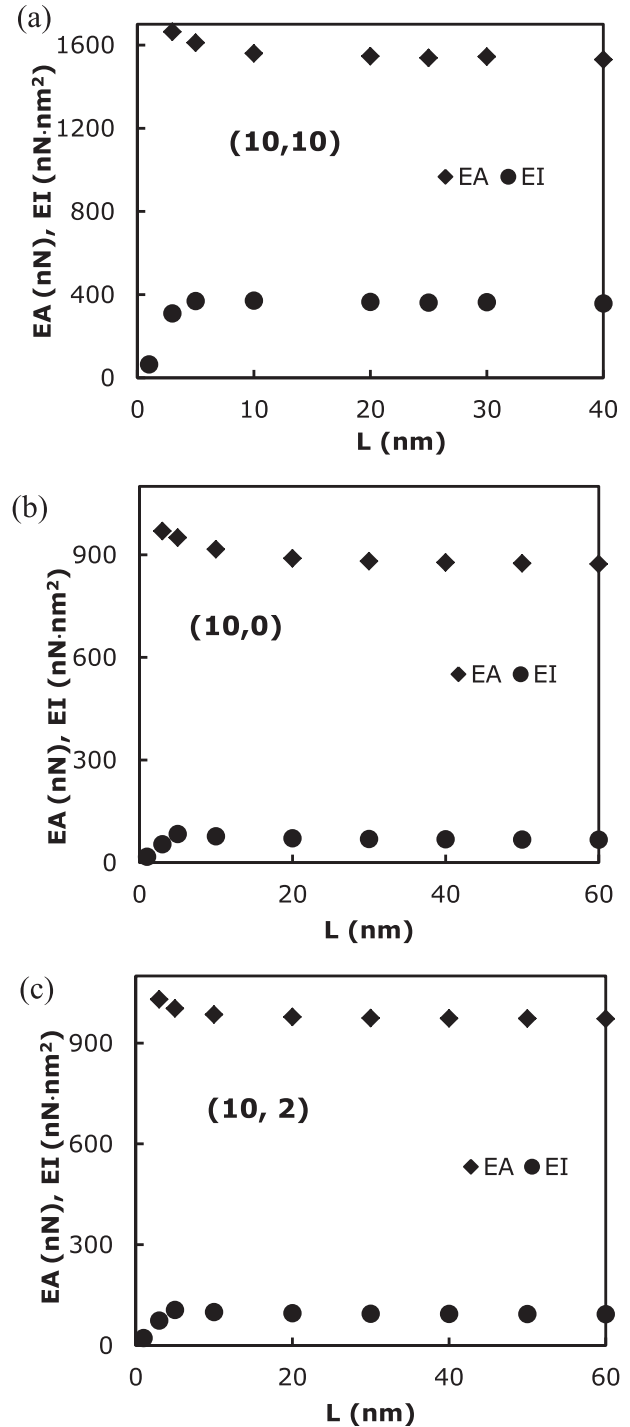 (a)
EA (nN), EI (nN·nm²)
1600
1200
800
400
0
(10,10)
EA EI
0 10 20 30 40
L (nm)
(b)
EA (nN), EI (nN·nm²)
900
600
300
0
(10,0)
EA EI
0 20 40 60
L (nm)
(c)
EA (nN), EI (nN·nm²)
900
600
300
0
(10, 2)
EA EI
0 20 40 60
L (nm)